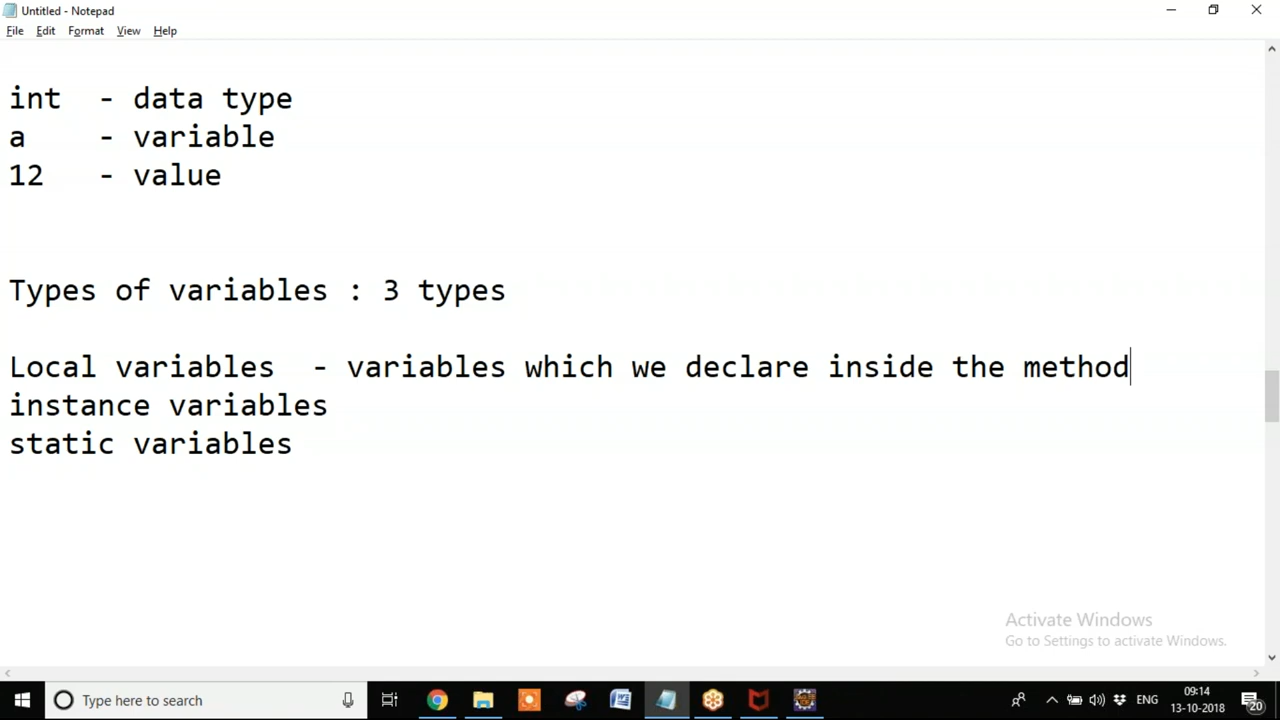 Untitled - Notepad
File Edit Format View Help
int - data type
a - variable
12 - value
Types of variables : 3 types
Local variables - variables which we declare inside the method
instance variables
static variables
Activate Windows
Go to Settings to activate Windows.
Type here to search
ENG
09:14
13-10-2018
20